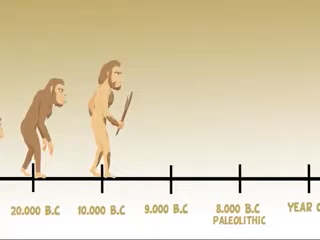 20.000 B.C
10.000 B.C
9.000 B.C
8.000 B.C
PALEOLITHIC
YEAR